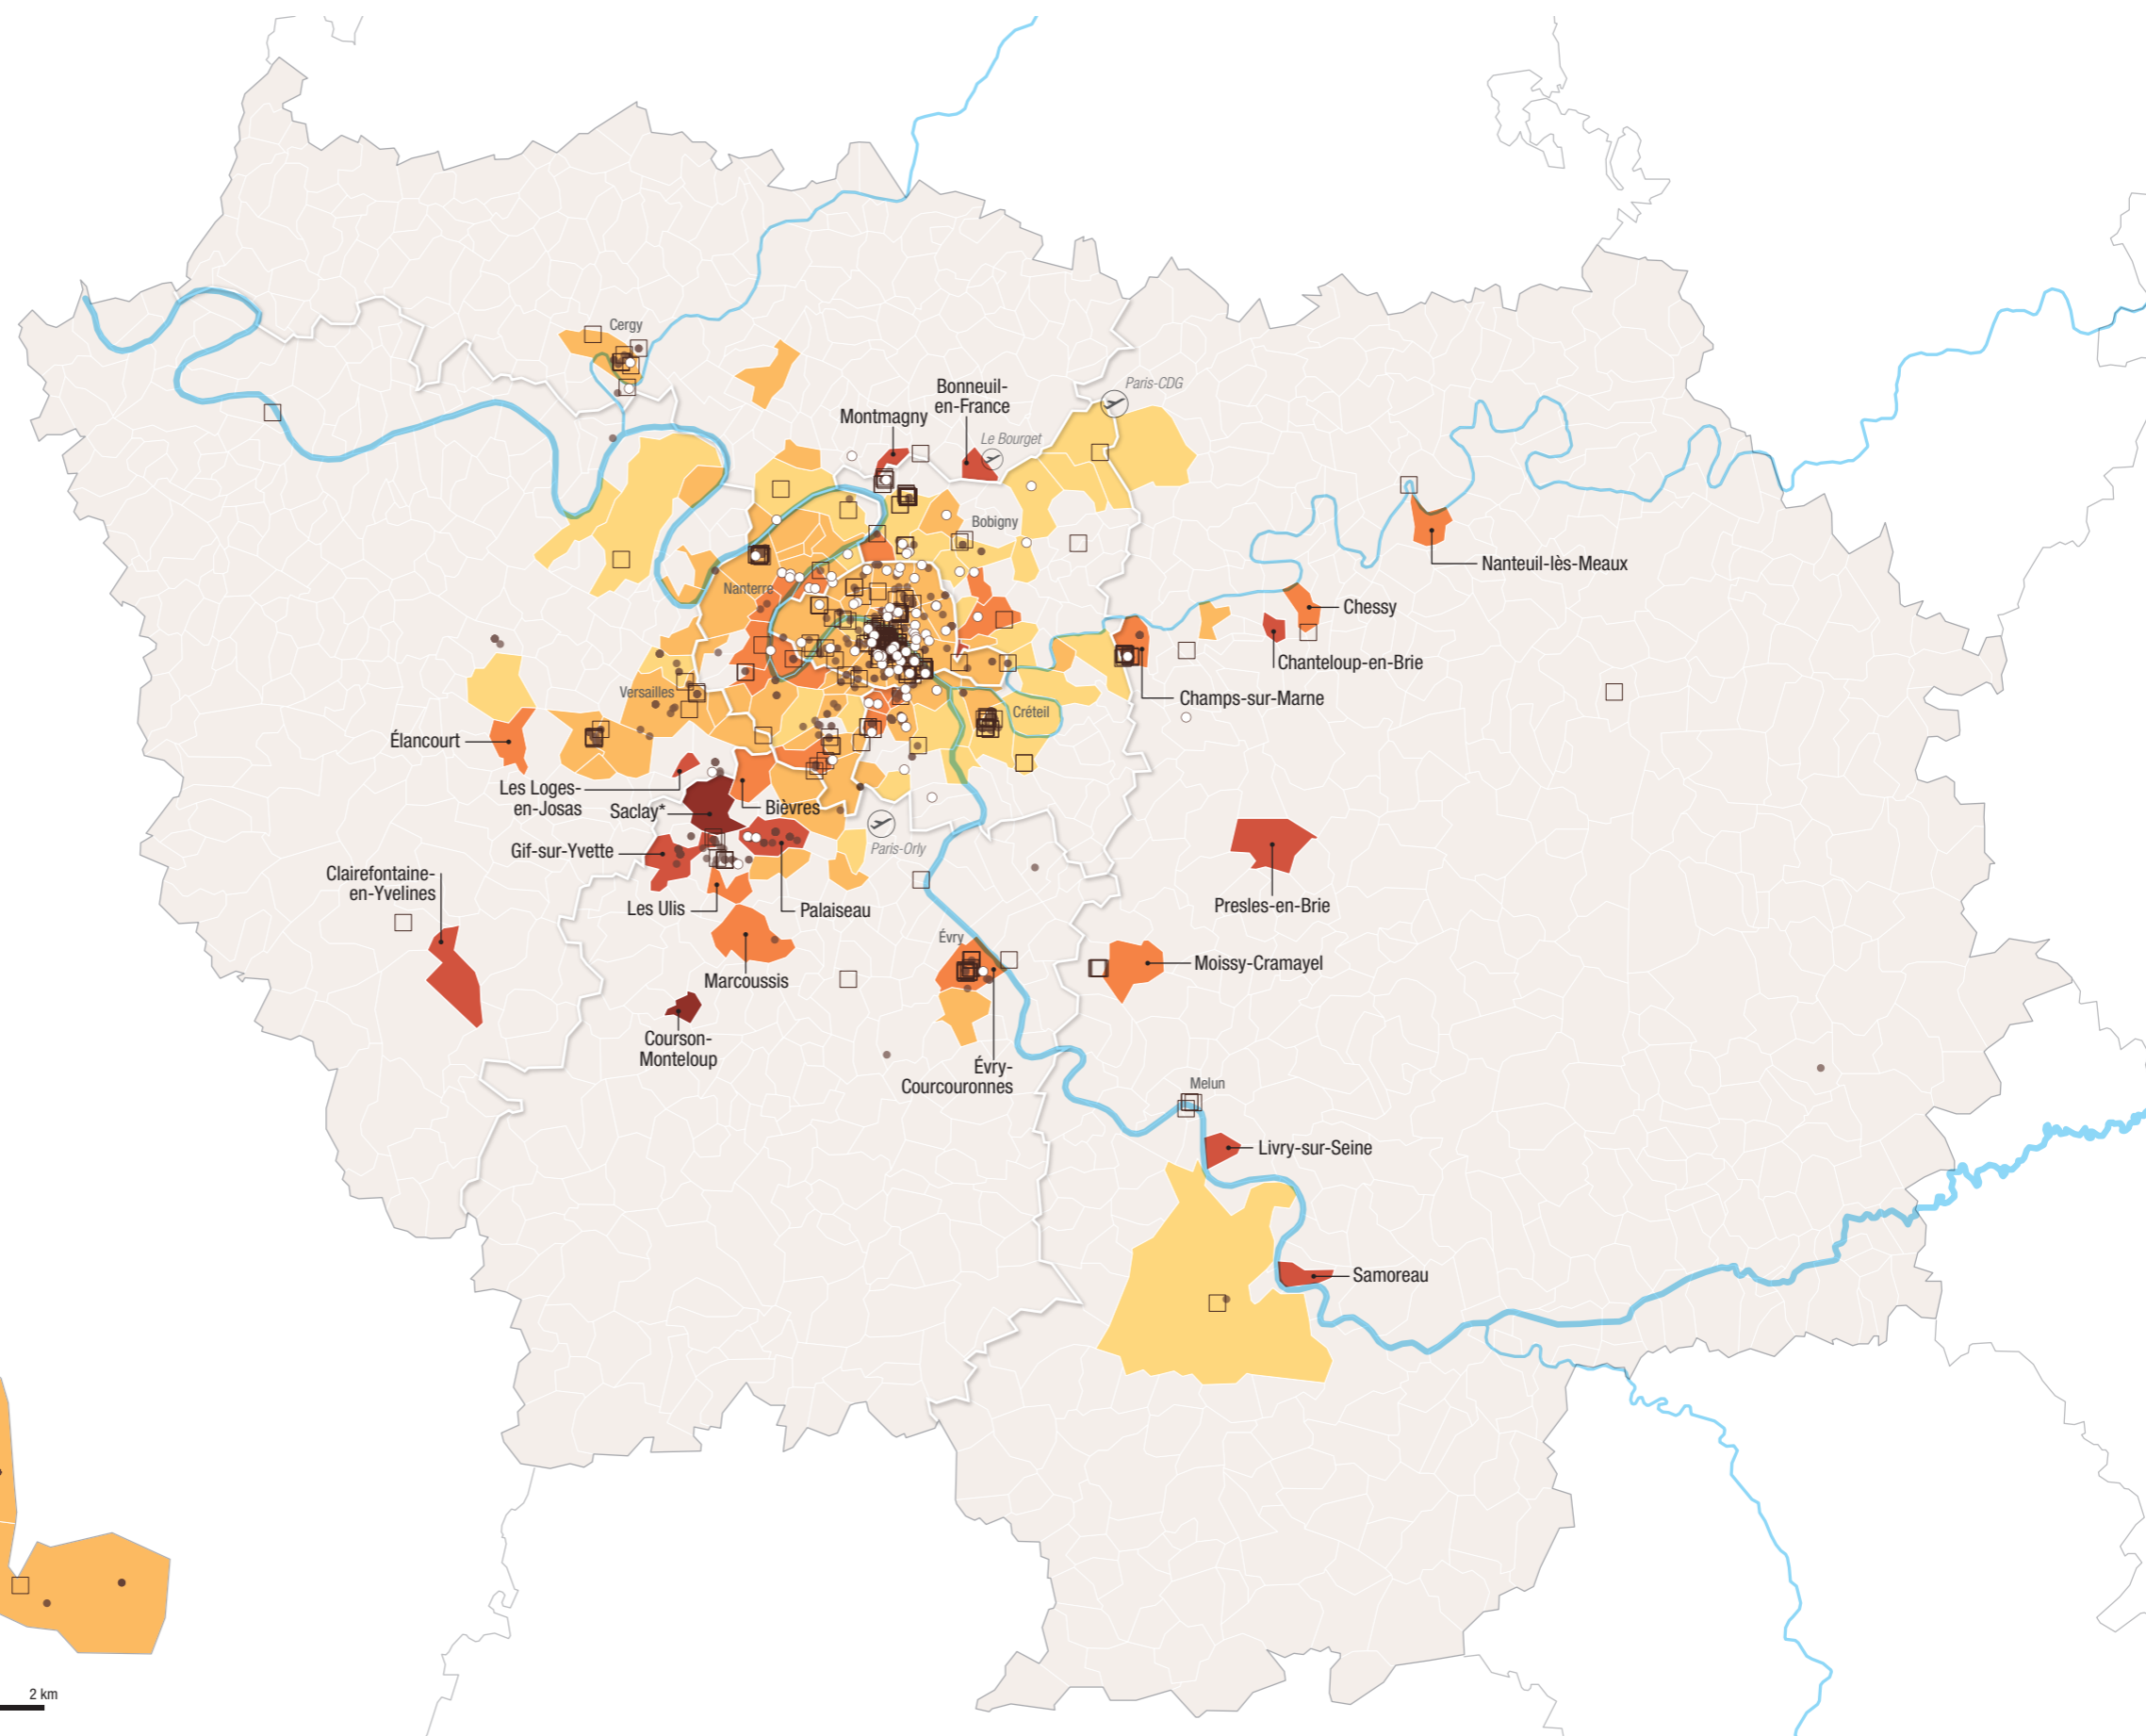 Cergy
Paris-CDG
Bonneuil-
en-France
Montmagny
Le Bourget
Bobigny
Nanteuil-lès-Meaux
Nanterre
Chessy
Chanteloup-en-Brie
Versailles
Champs-sur-Marne
Créteil
Élancourt
Les Loges-
en-Josas
Bièvres
Saclay*
Paris-Orly
Gif-sur-Yvette
Clairefontaine-
en-Yvelines
Les Ulis
Palaiseau
Presles-en-Brie
Évry
Moissy-Cramayel
Marcoussis
Courson-
Monteloup
Évry-
Courcouronnes
Melun
Livry-sur-Seine
Samoreau
2 km